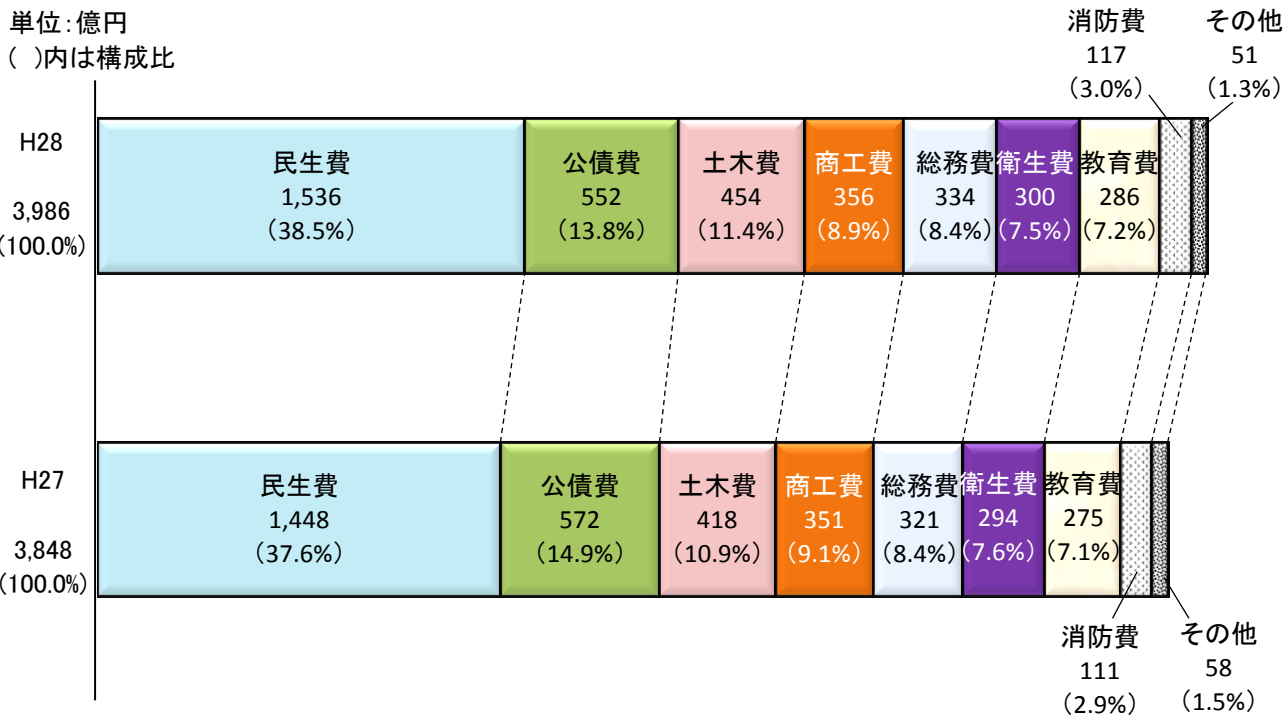 単位：億円
( )内は構成比
消防費
117
（3.0%）
その他
51
（1.3%）
H28
3,986
(100.0%)
民生費
1,536
（38.5%）
公債費
552
（13.8%）
土木費
454
（11.4%）
商工費
356
（8.9%）
総務費
334
（8.4%）
衛生費
300
（7.5%）
教育費
286
（7.2%）
H27
3,848
(100.0%)
民生費
1,448
（37.6%）
公債費
572
（14.9%）
土木費
418
（10.9%）
商工費
351
（9.1%）
総務費
321
（8.4%）
衛生費
294
（7.6%）
教育費
275
（7.1%）
消防費
111
（2.9%）
その他
58
（1.5%）